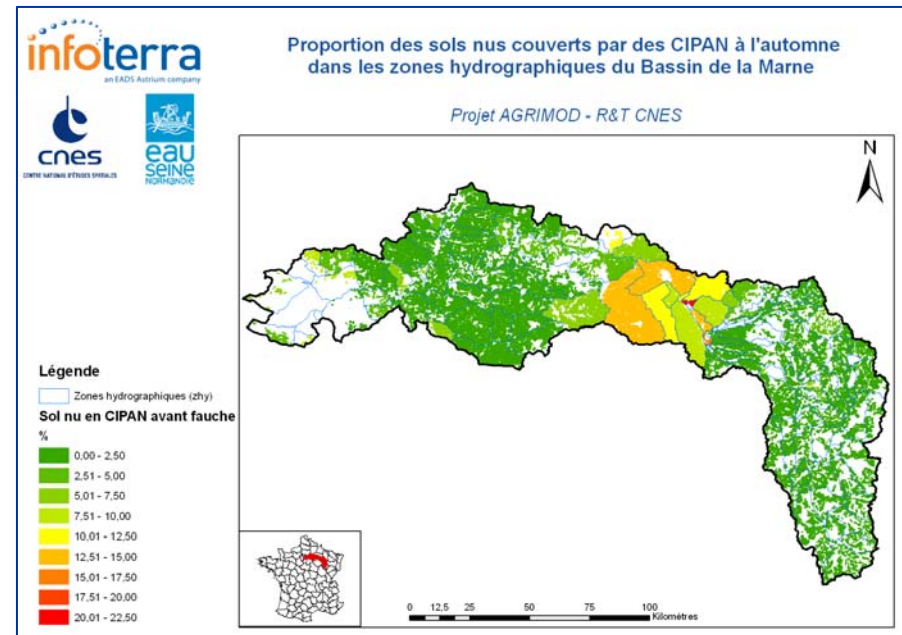 infoterra
an EADS Astrium company
cnes
CENTRE NATIONAL D'ÉTUDES SPATIALES
eau
SEINE
NORMANDIE
Proportion des sols nus couverts par des CIPAN à l'automne
dans les zones hydrographiques du Bassin de la Marne
Projet AGRIMOD - R&T CNES
N
Légende
Zones hydrographiques (zhy)
Sol nu en CIPAN avant fauche
%
0,00 - 2,50
2,51 - 5,00
5,01 - 7,50
7,51 - 10,00
10,01 - 12,50
12,51 - 15,00
15,01 - 17,50
17,51 - 20,00
20,01 - 22,50
0 12,5 25 50 75 100
Kilomètres